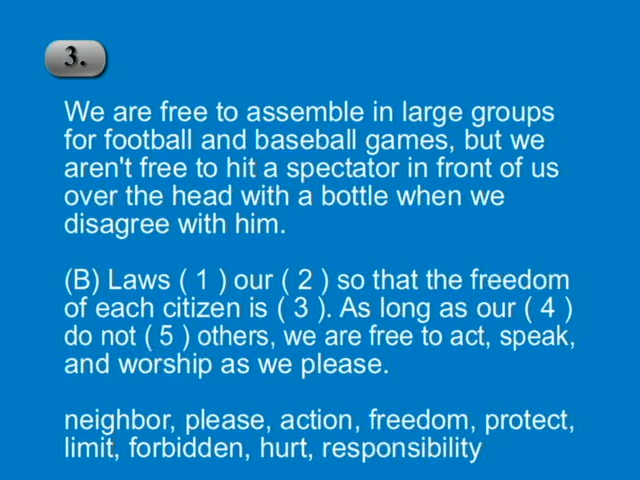 3.
We are free to assemble in large groups
for football and baseball games, but we
aren't free to hit a spectator in front of us
over the head with a bottle when we
disagree with him.
(B) Laws ( 1 ) our ( 2 ) so that the freedom
of each citizen is ( 3 ). As long as our ( 4 )
do not ( 5 ) others, we are free to act, speak,
and worship as we please.
neighbor, please, action, freedom, protect,
limit, forbidden, hurt, responsibility